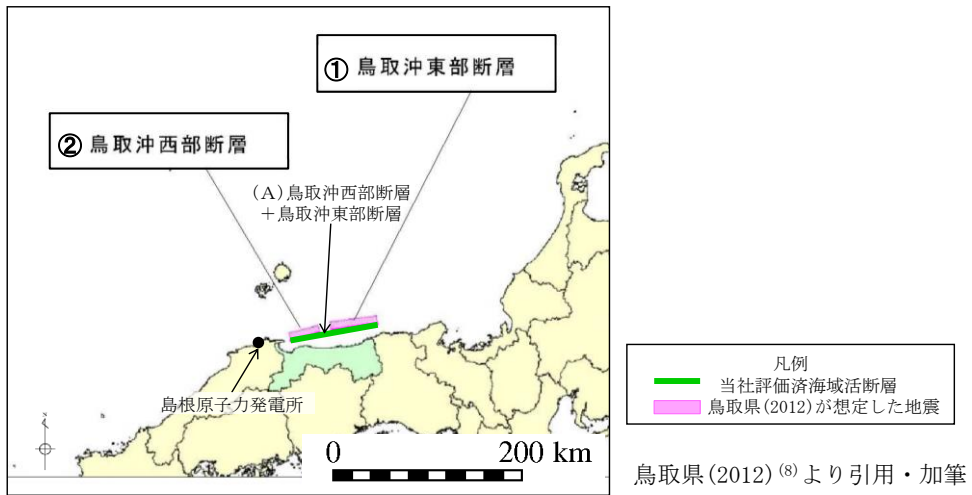 ① 鳥取沖東部断層
② 鳥取沖西部断層
(A)鳥取沖西部断層
+鳥取沖東部断層
島根原子力発電所
0 200 km
凡例
当社評価済海域活断層
鳥取県(2012)が想定した地震
鳥取県(2012)⁽⁸⁾より引用・加筆